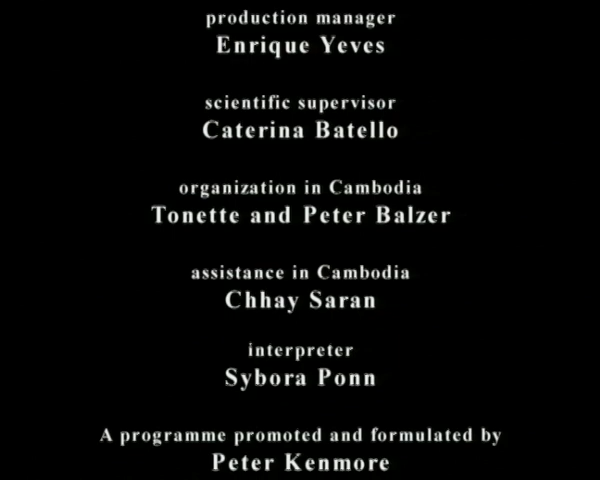 production manager
Enrique Yeves
scientific supervisor
Caterina Batello
organization in Cambodia
Tonette and Peter Balzer
assistance in Cambodia
Chhay Saran
interpreter
Sybora Ponn
A programme promoted and formulated by
Peter Kenmore